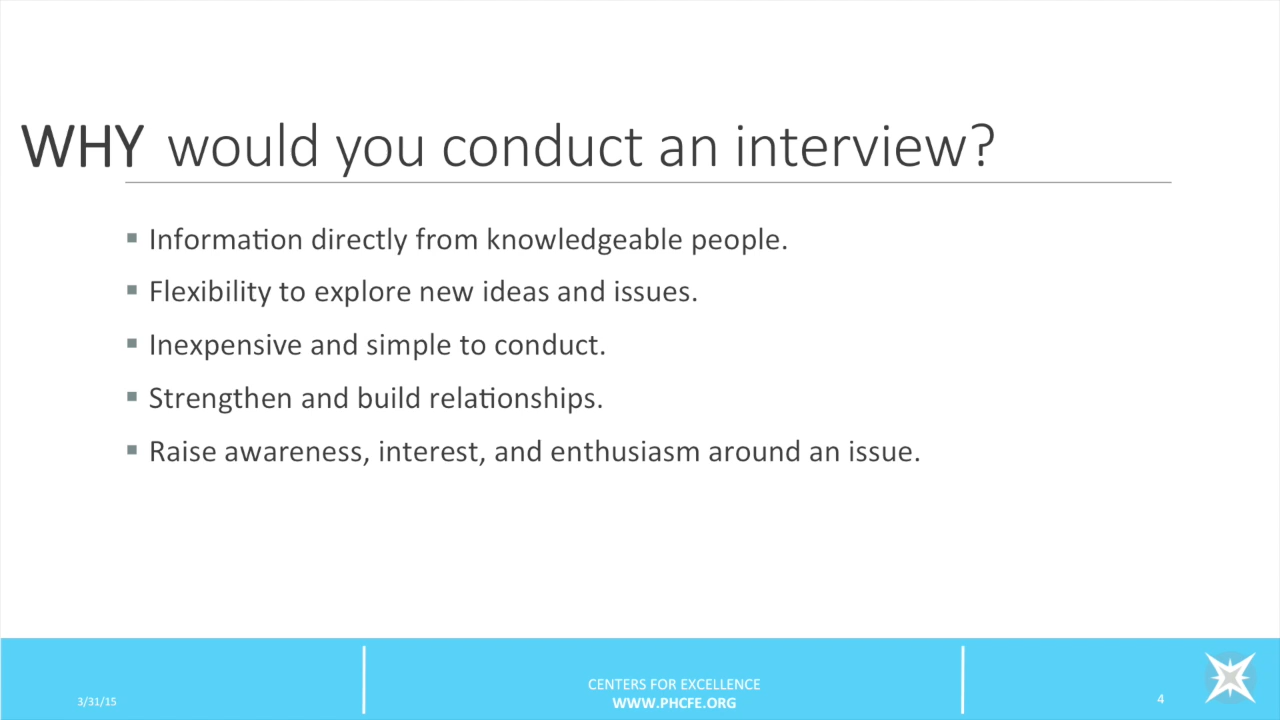 WHY would you conduct an interview?
▪ Information directly from knowledgeable people.
▪ Flexibility to explore new ideas and issues.
▪ Inexpensive and simple to conduct.
▪ Strengthen and build relationships.
▪ Raise awareness, interest, and enthusiasm around an issue.
3/31/15
CENTERS FOR EXCELLENCE
WWW.PHCFE.ORG
4